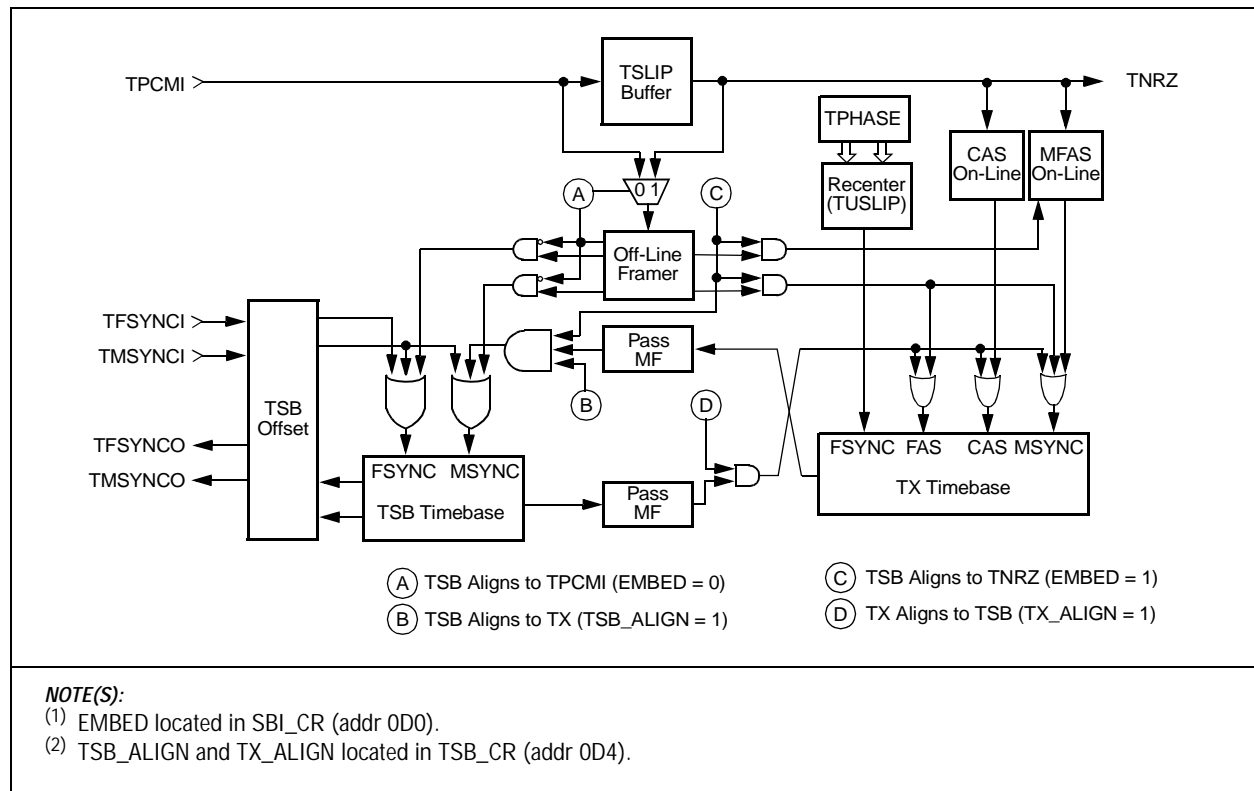 TPCMI
TSLIP
Buffer
TNRZ
TPHASE
CAS
On-Line
MFAS
On-Line
Recenter
(TUSLIP)
A
0 1
C
Off-Line
Framer
TFSYNCI
TMSYNCI
Pass
MF
TSB
Offset
B
D
TFSYNCO
TMSYNCO
FSYNC MSYNC
TSB Timebase
Pass
MF
FSYNC FAS CAS MSYNC
TX Timebase
A TSB Aligns to TPCMI (EMBED = 0)
B TSB Aligns to TX (TSB_ALIGN = 1)
C TSB Aligns to TNRZ (EMBED = 1)
D TX Aligns to TSB (TX_ALIGN = 1)
NOTE(S):
(1) EMBED located in SBI_CR (addr 0D0).
(2) TSB_ALIGN and TX_ALIGN located in TSB_CR (addr 0D4).